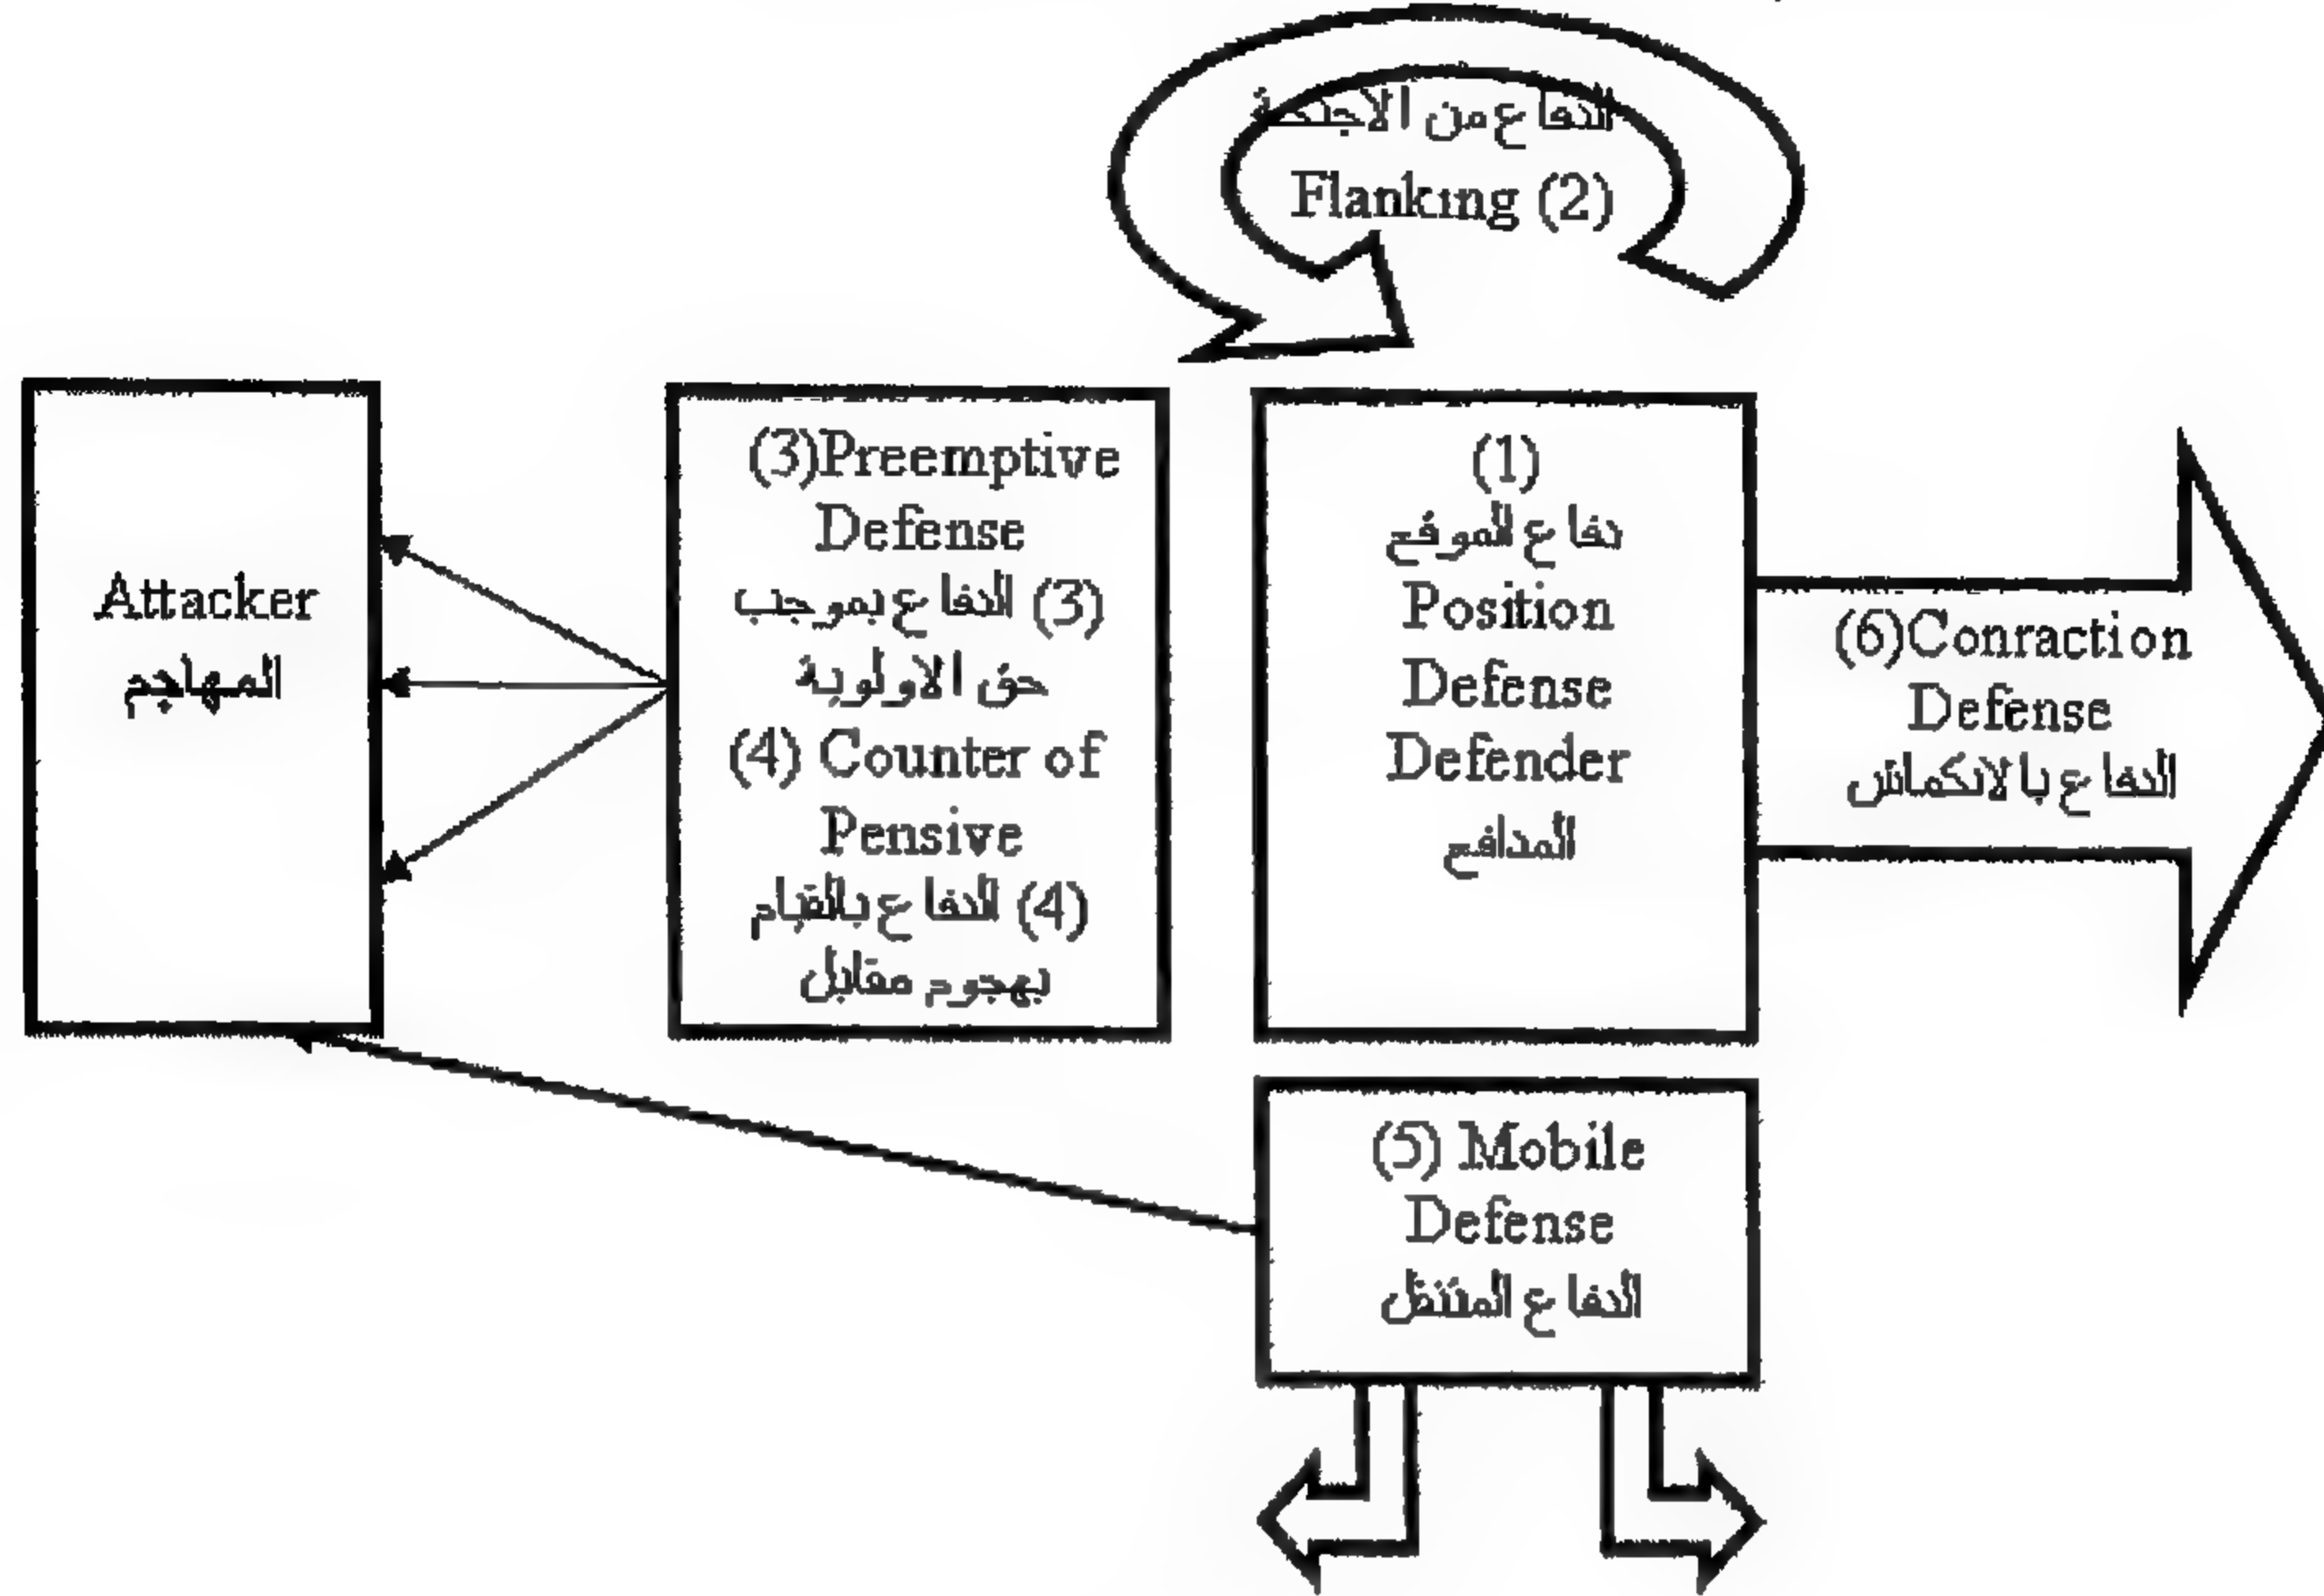 الدفاع من الاجنحة
Flanking (2)
Attacker
المهاجم
(3)Preemptive
Defense
(3) الدفاع بموجب
حق الاولوية
(4) Counter of
Pensive
(4) الدفاع بالقيام
بهجوم مقابل
(1)
دفاع الموقع
Position
Defense
Defender
المدافع
(6)Conraction
Defense
الدفاع بالانكماش
(5) Mobile
Defense
الدفاع المتنقل